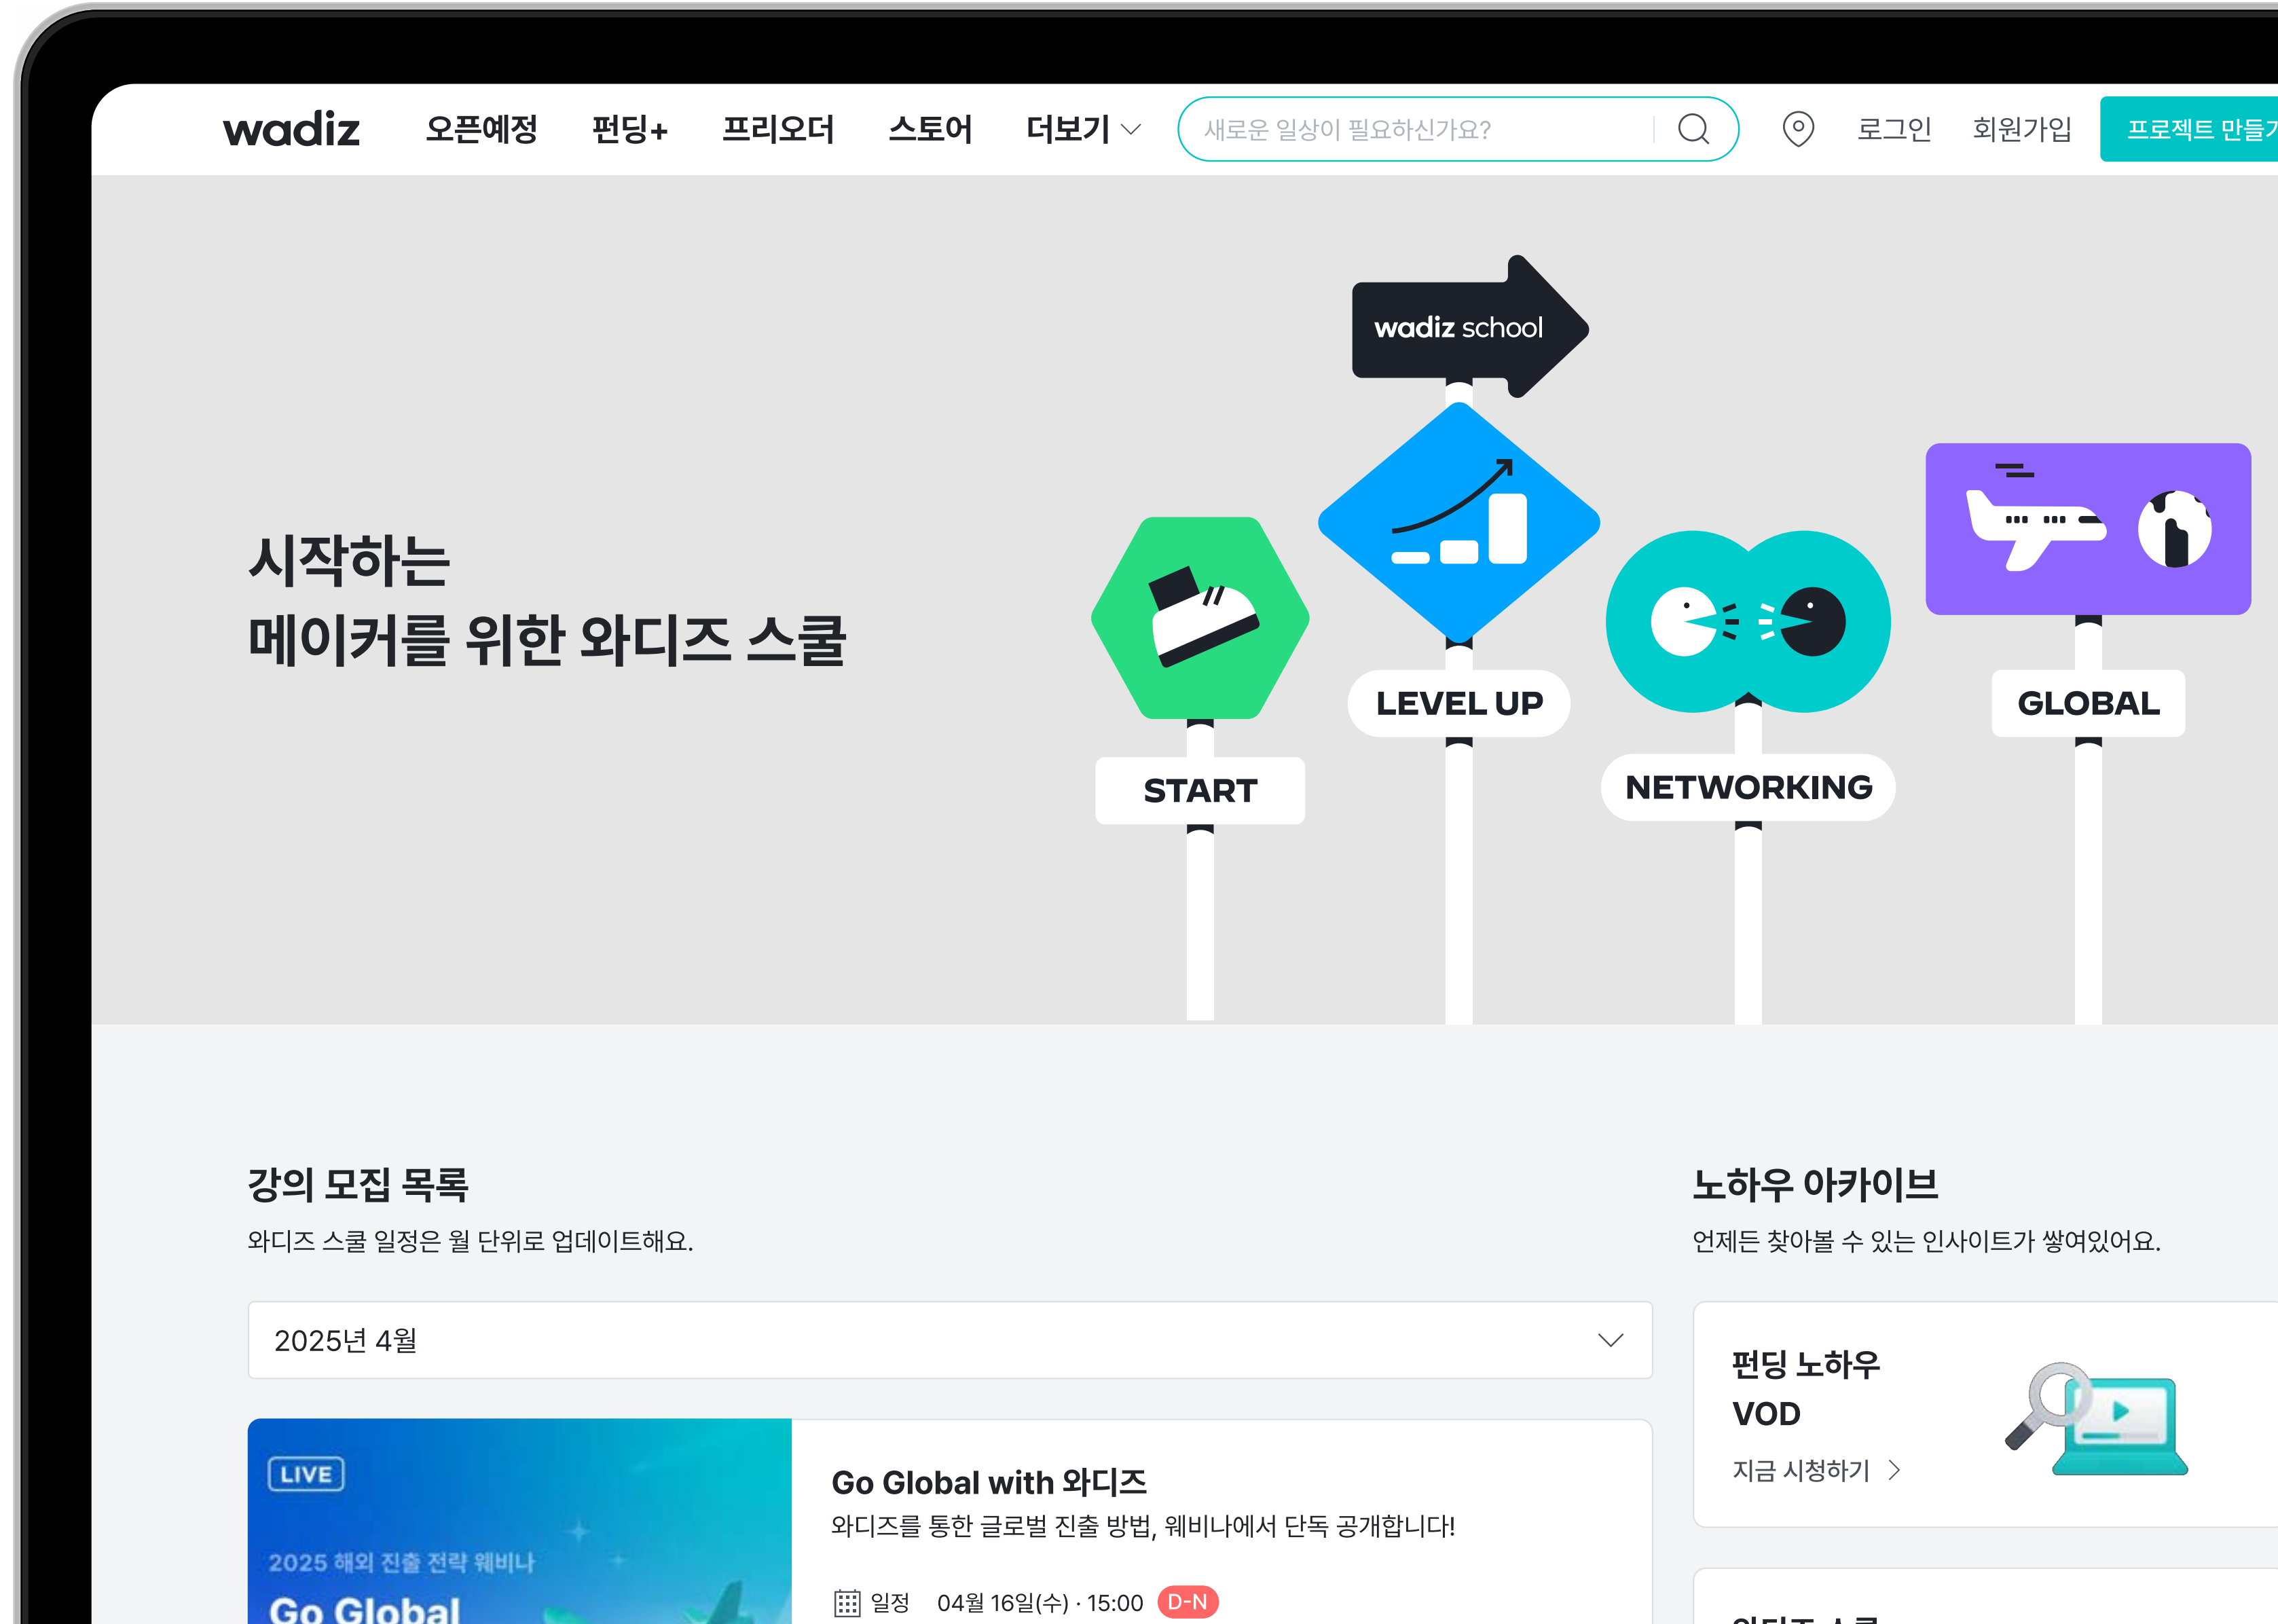 wadiz 오픈예정 펀딩+ 프리오더 스토어 더보기 새로운 일상이 필요하신가요? 로그인 회원가입 프로젝트 만들기
wadiz school
시작하는
메이커를 위한 와디즈 스쿨
LEVEL UP
GLOBAL
START
NETWORKING
강의 모집 목록
와디즈 스쿨 일정은 월 단위로 업데이트해요.
2025년 4월
LIVE
2025 해외 진출 전략 웨비나
Go Global
Go Global with 와디즈
와디즈를 통한 글로벌 진출 방법, 웨비나에서 단독 공개합니다!
일정 04월 16일(수) · 15:00 D-N
노하우 아카이브
언제든 찾아볼 수 있는 인사이트가 쌓여있어요.
펀딩 노하우
VOD
지금 시청하기